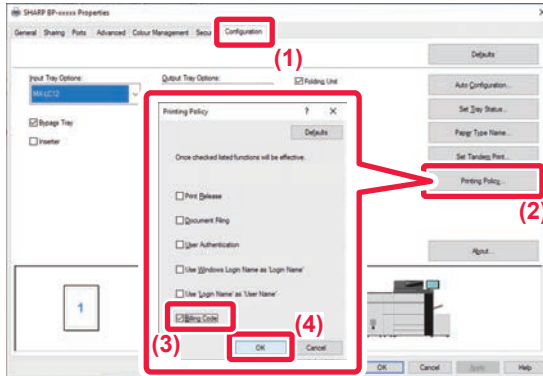 SHARP BP-xxxxx Properties
General Sharing Ports Advanced Colour Management Secu Configuration
(1)
Defaults
Input Tray Options:
Output Tray Options:
Folding Unit
MX-LC12
Auto Configuration...
Bypass Tray
Set Tray Status...
Inserter
Paper Type Name...
Set Tandem Print...
Printing Policy...
(2)
About...
Printing Policy
? ×
Defaults
Once checked listed functions will be effective.
Print Release
Document Filing
User Authentication
Use Windows Login Name as 'Login Name'
Use 'Login Name' as 'User Name'
Billing Code
(3)
(4)
OK Cancel
1
OK Cancel Apply Help